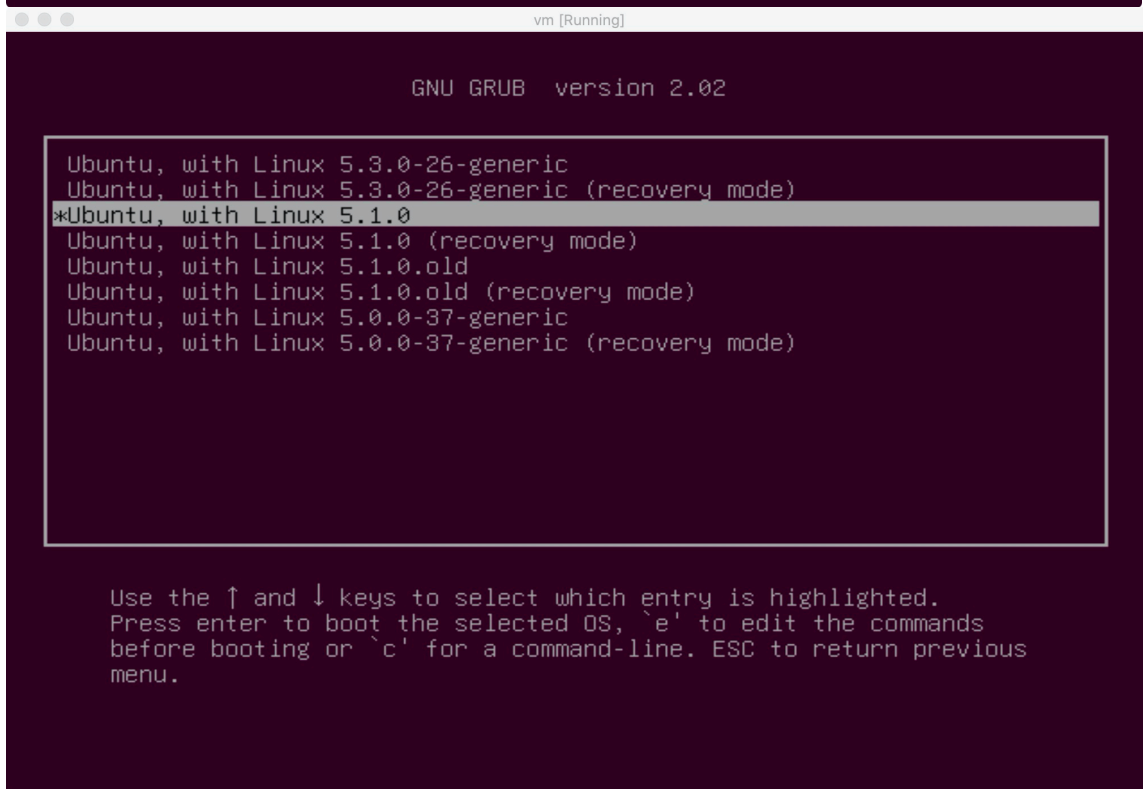 vm [Running]
GNU GRUB  version 2.02
Ubuntu, with Linux 5.3.0-26-generic
Ubuntu, with Linux 5.3.0-26-generic (recovery mode)
*Ubuntu, with Linux 5.1.0
Ubuntu, with Linux 5.1.0 (recovery mode)
Ubuntu, with Linux 5.1.0.old
Ubuntu, with Linux 5.1.0.old (recovery mode)
Ubuntu, with Linux 5.0.0-37-generic
Ubuntu, with Linux 5.0.0-37-generic (recovery mode)
Use the ↑ and ↓ keys to select which entry is highlighted.
Press enter to boot the selected OS, `e' to edit the commands
before booting or `c' for a command-line. ESC to return previous
menu.